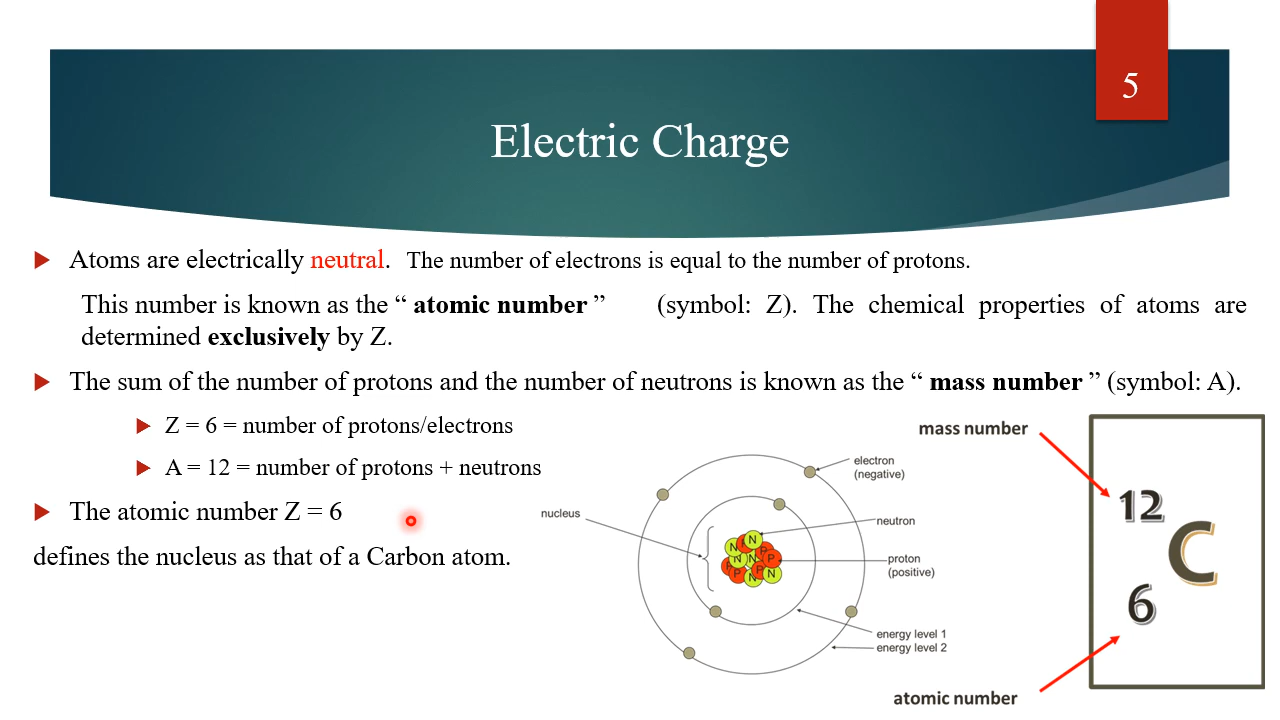 5
Electric Charge
Atoms are electrically neutral. The number of electrons is equal to the number of protons.
This number is known as the “ atomic number ” (symbol: Z). The chemical properties of atoms are
determined exclusively by Z.
The sum of the number of protons and the number of neutrons is known as the “ mass number ” (symbol: A).
Z = 6 = number of protons/electrons
A = 12 = number of protons + neutrons
The atomic number Z = 6
defines the nucleus as that of a Carbon atom.
mass number
electron
(negative)
nucleus
neutron
proton
(positive)
energy level 1
energy level 2
N
N
P
N
N
P
P
P
P
N
N
12
C
6
atomic number